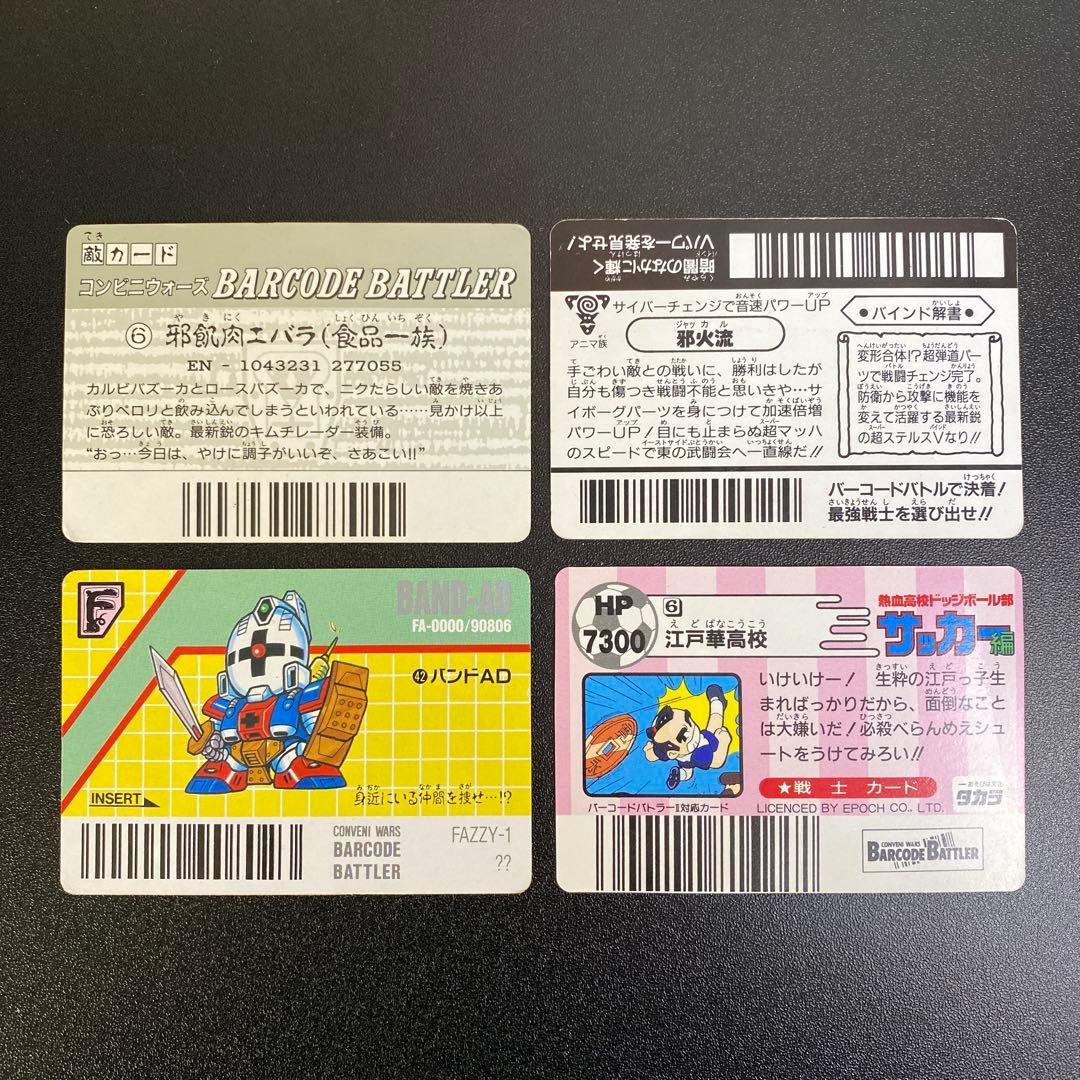 敵カード
コンビニウォーズ BARCODE BATTLER
⑥ 邪飢肉エバラ(食品一族)
EN - 1043231 277055
カルビバズーカとロースバズーカで、ニクたらしい敵を焼きあ
ぶりペロリと飲み込んでしまうといわれている……見かけ以上
に恐ろしい敵。最新鋭のキムチレーダー装備。
“おっ…今日は、やけに調子がいいぞ、さあこい!!”
暗闇のなかに輝く
Vパワーを発見せよ!
サイバーチェンジで音速パワーUP
アニマ族
邪火流
手ごわい敵との戦いに、勝利はしたが
自分も傷つき戦闘不能と思いきや…サ
イボーグパーツを身につけて加速倍増
パワーUP!目にも止まらぬ超マッハ
のスピードで東の武闘会へ一直線だ!!
バインド解書
変形合体!?超弾道パー
ツで戦闘チェンジ完了。
防衛から攻撃に機能を
変えて活躍する最新鋭
の超ステルスVなり!!
バーコードバトルで決着!
最強戦士を選び出せ!!
F
BAND-AD
FA-0000/90806
㊷バンドAD
INSERT
身近にいる仲間を捜せ…!?
CONVENI WARS
BARCODE
BATTLER
FAZZY-1
??
HP
7300
6
江戸華高校
熱血高校ドッジボール部
サッカー編
いけいけー! 生粋の江戸っ子生
まればっかりだから、面倒なこと
は大嫌いだ!必殺べらんめえシュ
ートをうけてみろい!!
★戦士 カード
タカラ
バーコードバトラーⅡ対応カード
LICENCED BY EPOCH CO., LTD.
CONVENI WARS
BARCODE BATTLER